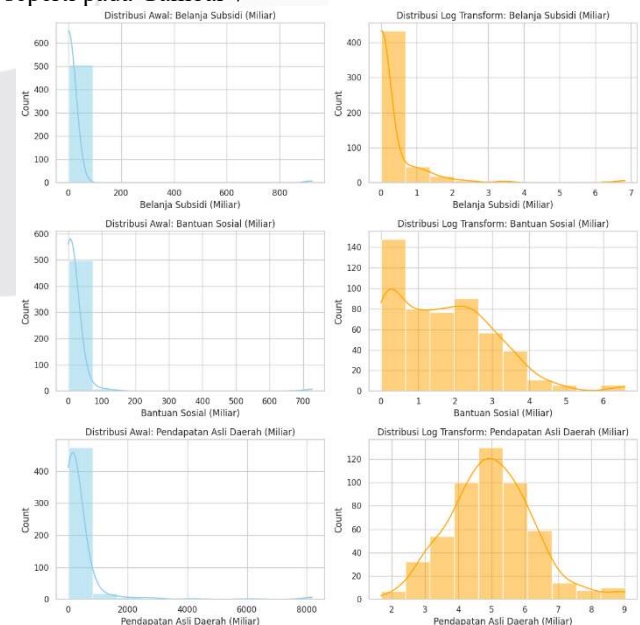 Distribusi Awal: Belanja Subsidi (Miliar)
Count
600
500
400
300
200
100
0
0 200 400 600 800
Belanja Subsidi (Miliar)
Distribusi Log Transform: Belanja Subsidi (Miliar)
Count
400
300
200
100
0
0 1 2 3 4 5 6 7
Belanja Subsidi (Miliar)
Distribusi Awal: Bantuan Sosial (Miliar)
Count
600
500
400
300
200
100
0
0 100 200 300 400 500 600 700
Bantuan Sosial (Miliar)
Distribusi Log Transform: Bantuan Sosial (Miliar)
Count
140
120
100
80
60
40
20
0
0 1 2 3 4 5 6
Bantuan Sosial (Miliar)
Distribusi Awal: Pendapatan Asli Daerah (Miliar)
Count
400
300
200
100
0
0 2000 4000 6000 8000
Pendapatan Asli Daerah (Miliar)
Distribusi Log Transform: Pendapatan Asli Daerah (Miliar)
Count
120
100
80
60
40
20
0
2 3 4 5 6 7 8 9
Pendapatan Asli Daerah (Miliar)